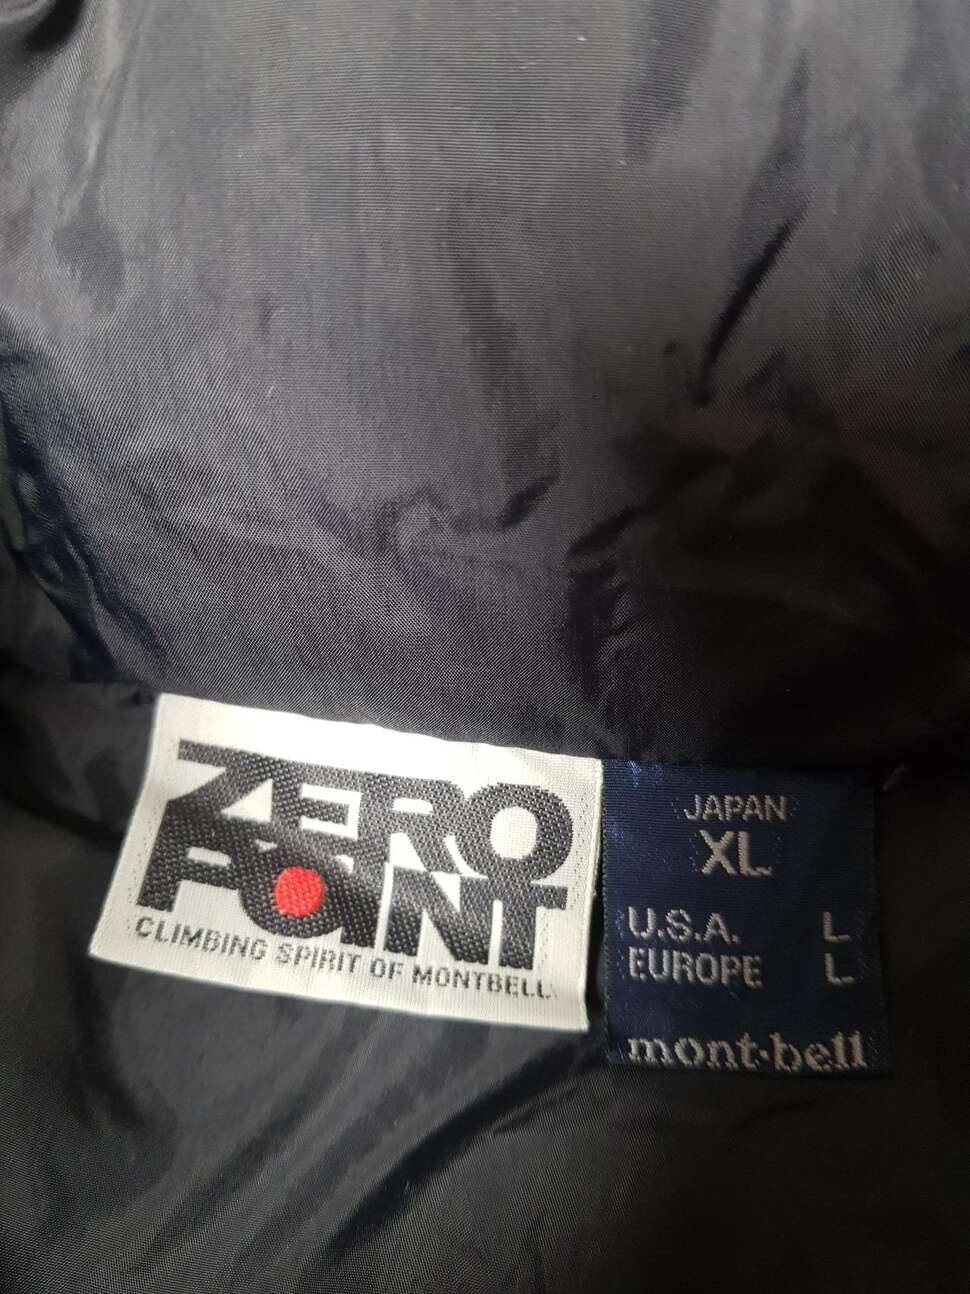 ZERO
POINT
CLIMBING SPIRIT OF MONTBELL
JAPAN
XL
U.S.A. L
EUROPE L
mont-bell